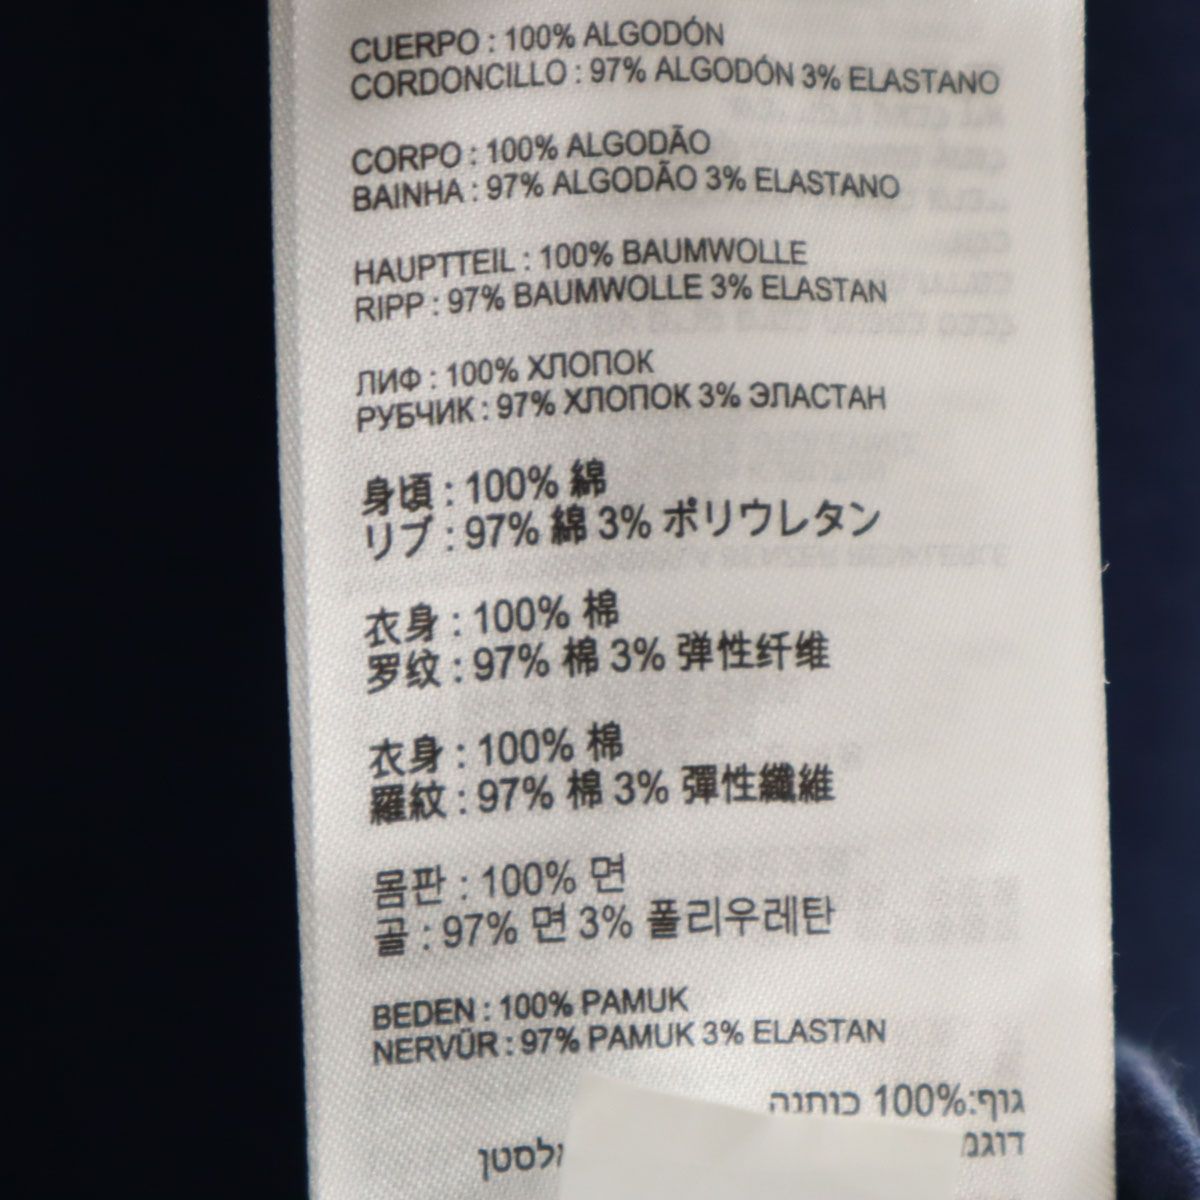 CUERPO : 100% ALGODÓN
CORDONCILLO : 97% ALGODÓN 3% ELASTANO
CORPO : 100% ALGODÃO
BAINHA : 97% ALGODÃO 3% ELASTANO
HAUPTTEIL : 100% BAUMWOLLE
RIPP : 97% BAUMWOLLE 3% ELASTAN
ЛИФ : 100% ХЛОПОК
РУБЧИК : 97% ХЛОПОК 3% ЭЛАСТАН
身頃 : 100% 綿
リブ : 97% 綿 3% ポリウレタン
衣身 : 100% 棉
罗纹 : 97% 棉 3% 弹性纤维
衣身 : 100% 棉
羅紋 : 97% 棉 3% 彈性纖維
몸판 : 100% 면
골 : 97% 면 3% 폴리우레탄
BEDEN : 100% PAMUK
NERVÜR : 97% PAMUK 3% ELASTAN
גוף:100% כותנה